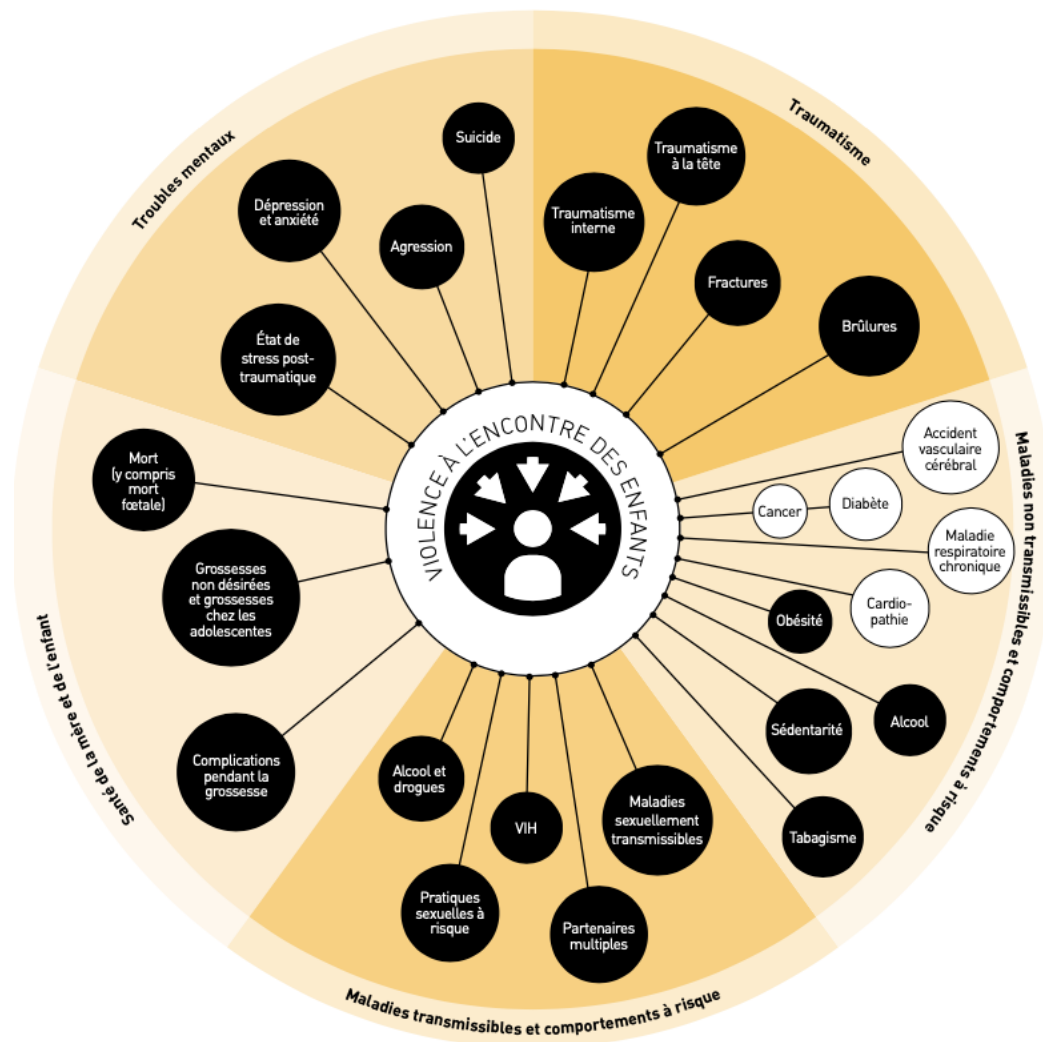 VIOLENCE À L'ENCONTRE DES ENFANTS
Troubles mentaux
Suicide
Dépression
et anxiété
Agression
État de
stress post-
traumatique
Traumatisme
Traumatisme
à la tête
Traumatisme
interne
Fractures
Brûlures
Maladies non transmissibles et comportements à risque
Accident
vasculaire
cérébral
Cancer
Diabète
Maladie
respiratoire
chronique
Cardio-
pathie
Obésité
Alcool
Sédentarité
Tabagisme
Maladies transmissibles et comportements à risque
Maladies
sexuellement
transmissibles
Partenaires
multiples
VIH
Pratiques
sexuelles à
risque
Alcool et
drogues
Santé de la mère et de l'enfant
Mort
(y compris
mort
fœtale)
Grossesses
non désirées
et grossesses
chez les
adolescentes
Complications
pendant la
grossesse